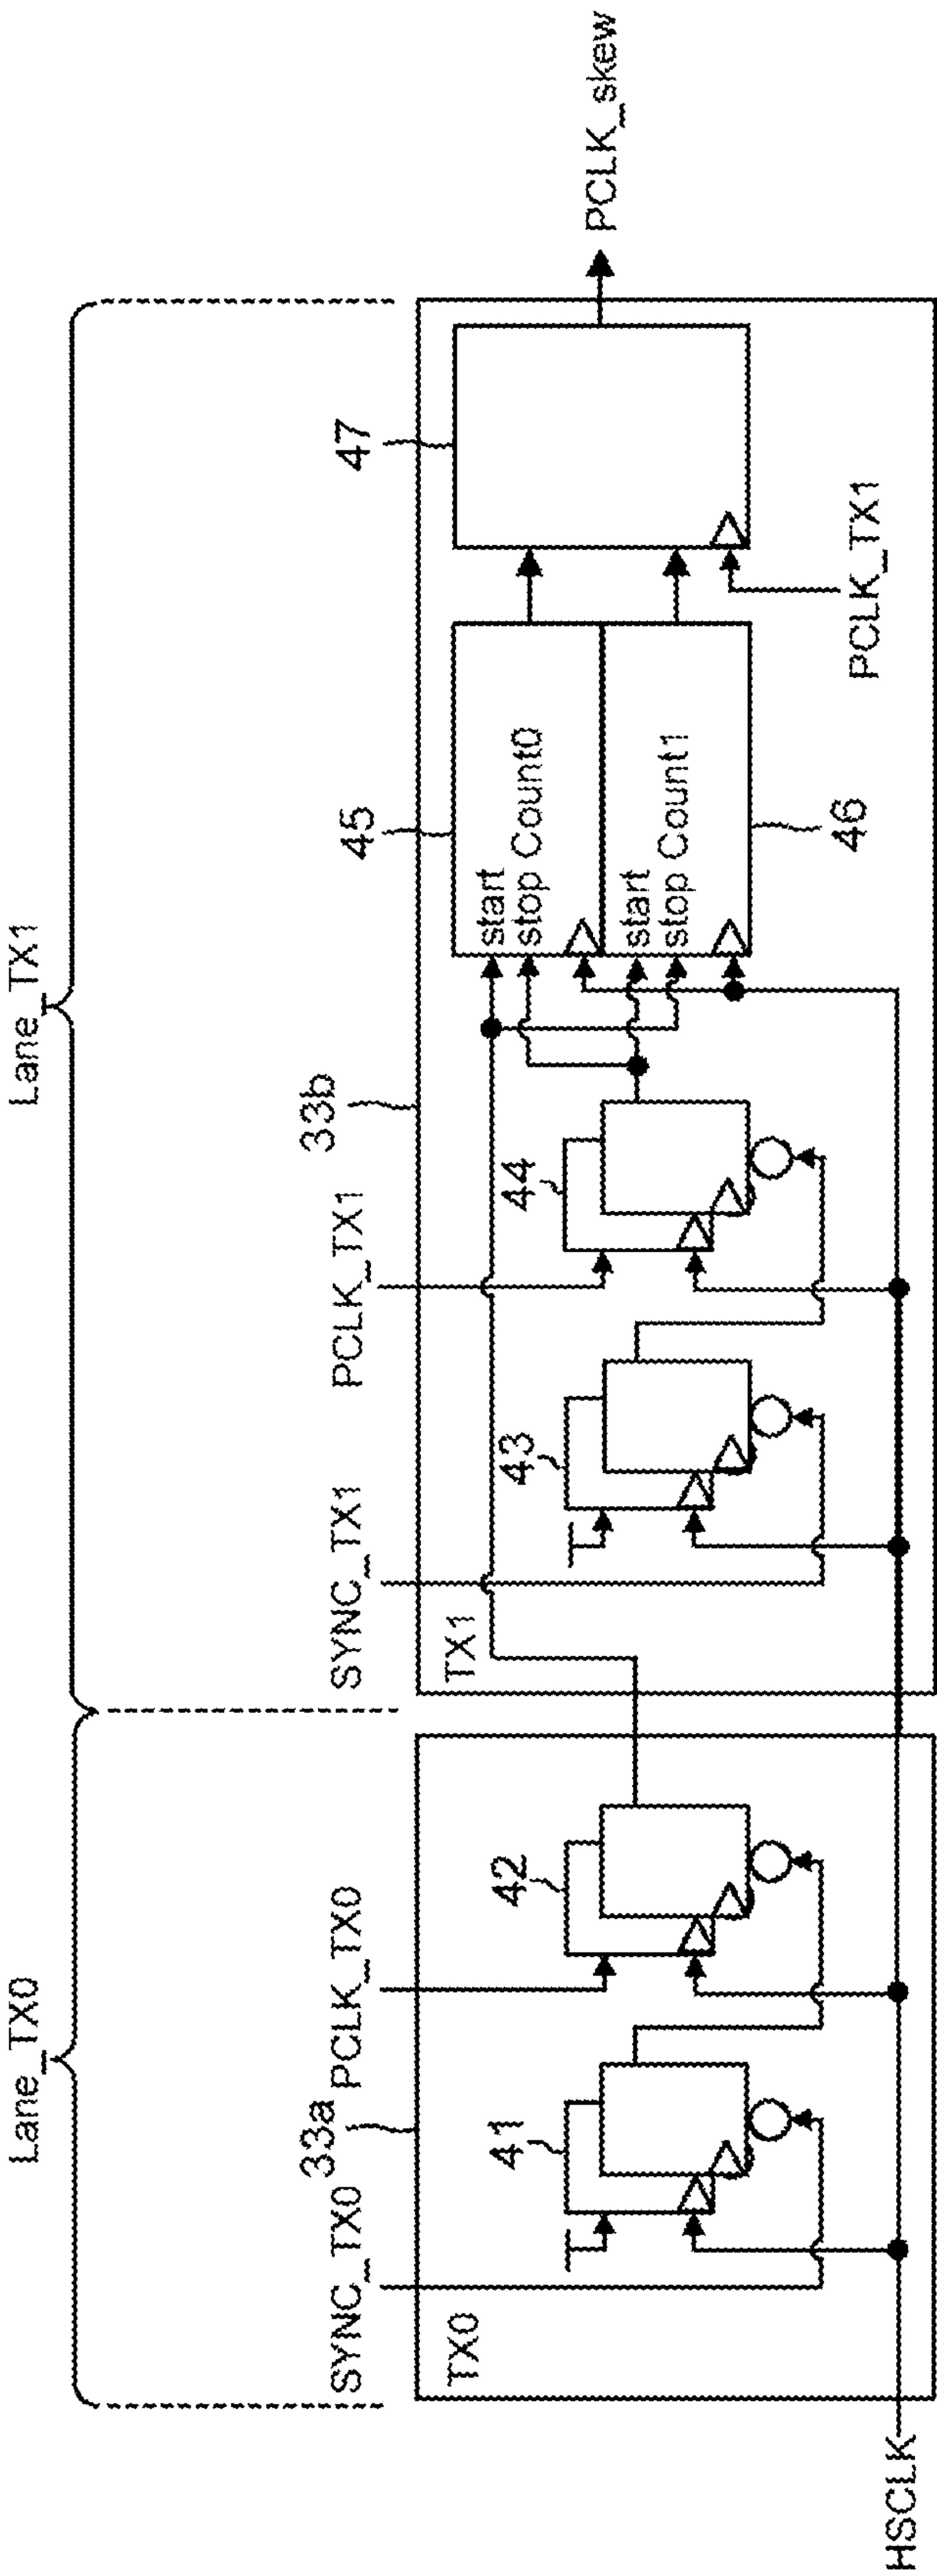 Lane_TX0
Lane_TX1
SYNC_TX0
33a
PCLK_TX0
SYNC_TX1
PCLK_TX1
33b
TX0
41
42
TX1
43
44
45
start
stop Count0
start
stop Count1
46
47
PCLK_TX1
PCLK_skew
HSCLK